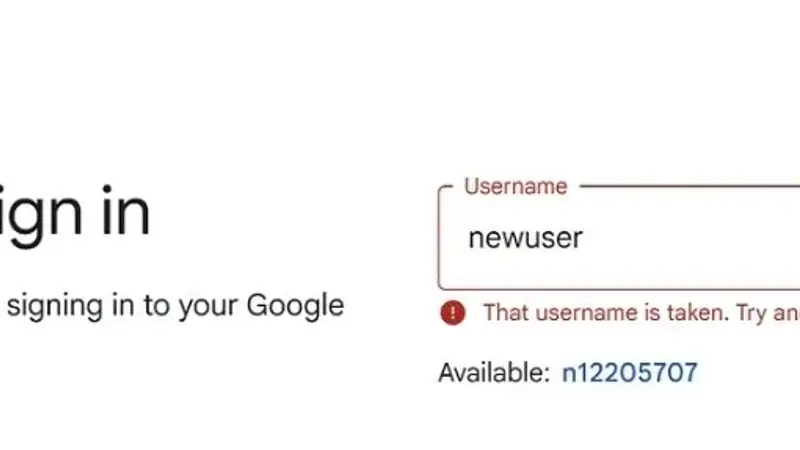 ign in
signing in to your Google
Username
newuser
That username is taken. Try an
Available: n12205707